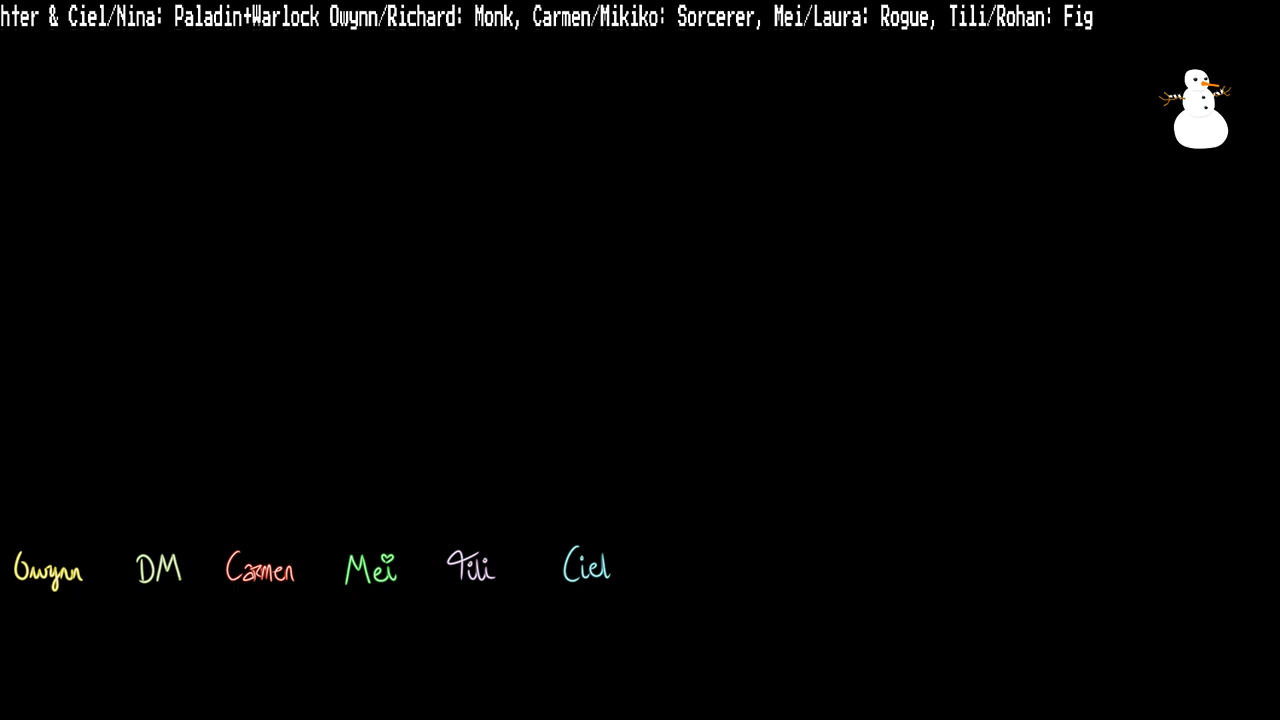 hter & Ciel/Nina: Paladin+Warlock Owynn/Richard: Monk, Carmen/Mikiko: Sorcerer, Mei/Laura: Rogue, Tili/Rohan: Fig
Owynn DM Carmen Mei Tili Ciel